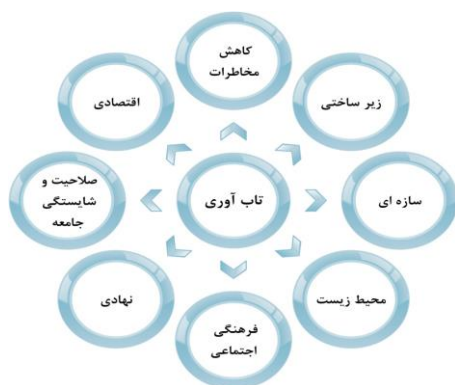 کاهش
مخاطرات
زیر ساختی
اقتصادی
صلاحیت و
شایستگی
جامعه
تاب آوری
سازه ای
نهادی
محیط زیست
فرهنگی
اجتماعی